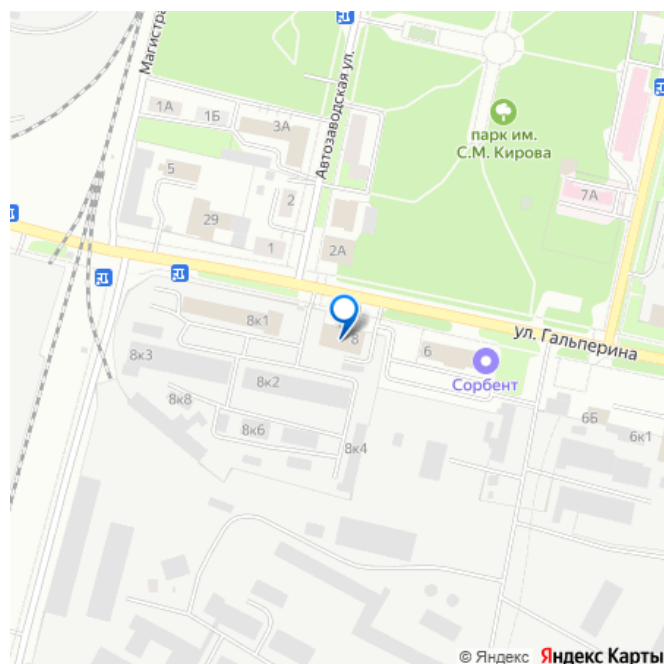 Магистра
Автозаводская ул.
1А
1Б
3А
парк им.
С.М. Кирова
5
2
7А
29
1
2А
8к1
8
ул. Гальперина
8к3
6
Сорбент
8к2
8к8
8к6
6Б
8к4
6к1
© Яндекс Яндекс Карты